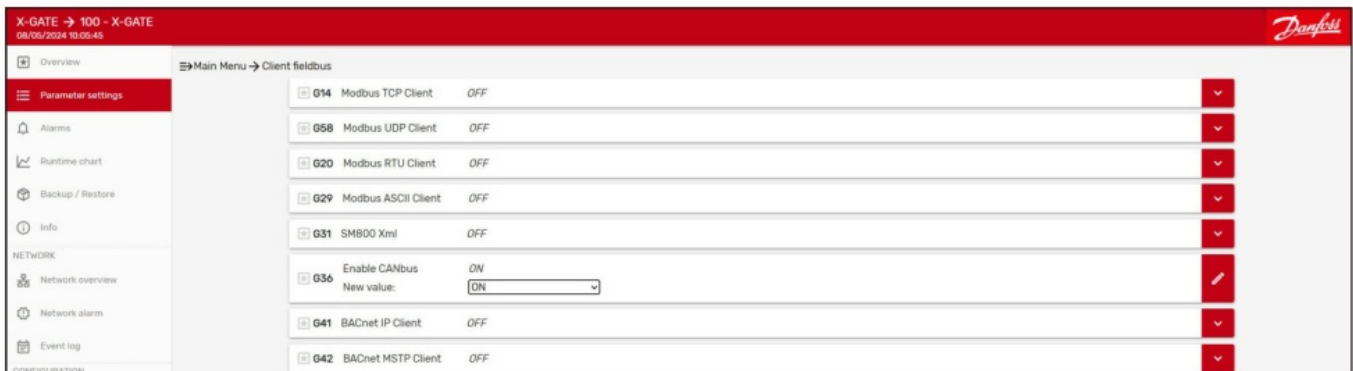 X-GATE → 100 - X-GATE
08/05/2024 10:05:45
Danfoss
Overview
Main Menu → Client fieldbus
Parameter settings
Alarms
Runtime chart
Backup / Restore
Info
NETWORK
Network overview
Network alarm
Event log
CONFIGURATION
G14 Modbus TCP Client OFF
G58 Modbus UDP Client OFF
G20 Modbus RTU Client OFF
G29 Modbus ASCII Client OFF
G31 SM800 Xml OFF
G36 Enable CANbus ON
New value: ON
G41 BACnet IP Client OFF
G42 BACnet MSTP Client OFF